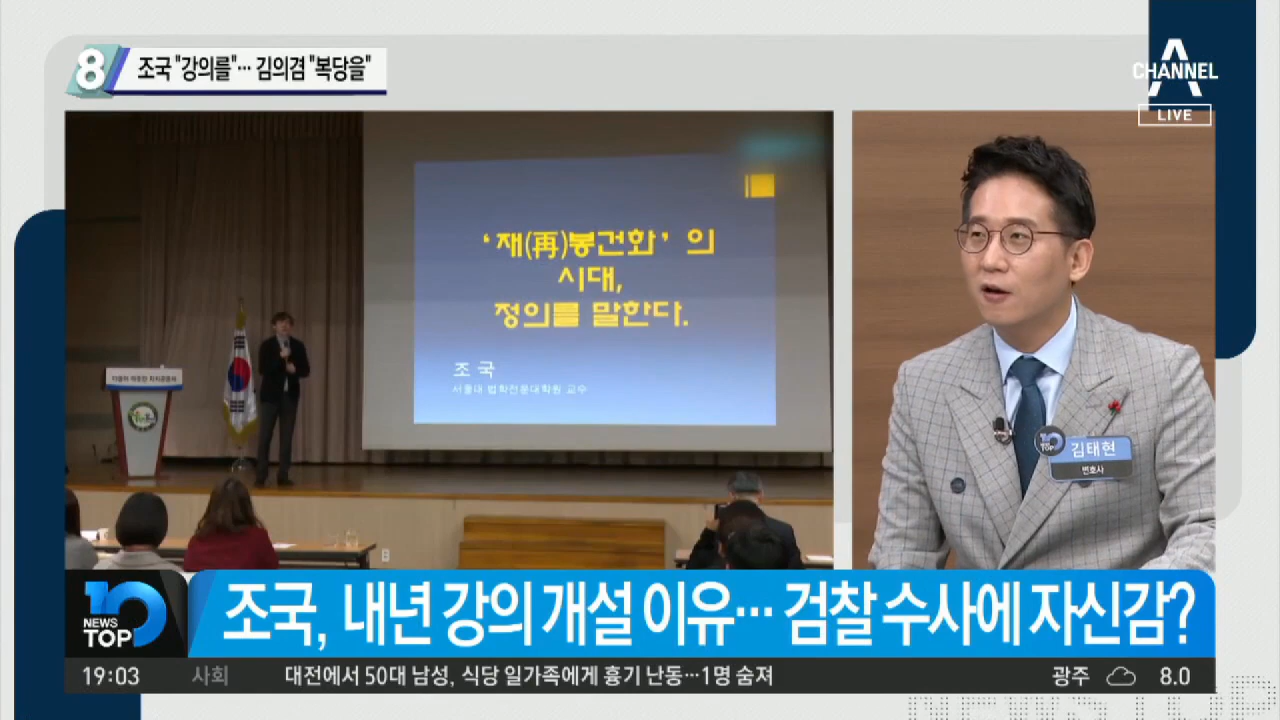 8 조국 "강의를"… 김의겸 "복당을"
CHANNEL A
LIVE
'재(再)봉건화'의
시대,
정의를 말한다.
조 국
서울대 법학전문대학원 교수
TOP 10
김태현
변호사
NEWS
TOP 10
조국, 내년 강의 개설 이유… 검찰 수사에 자신감?
19:03 사회 대전에서 50대 남성, 식당 일가족에게 흉기 난동…1명 숨져 광주 8.0